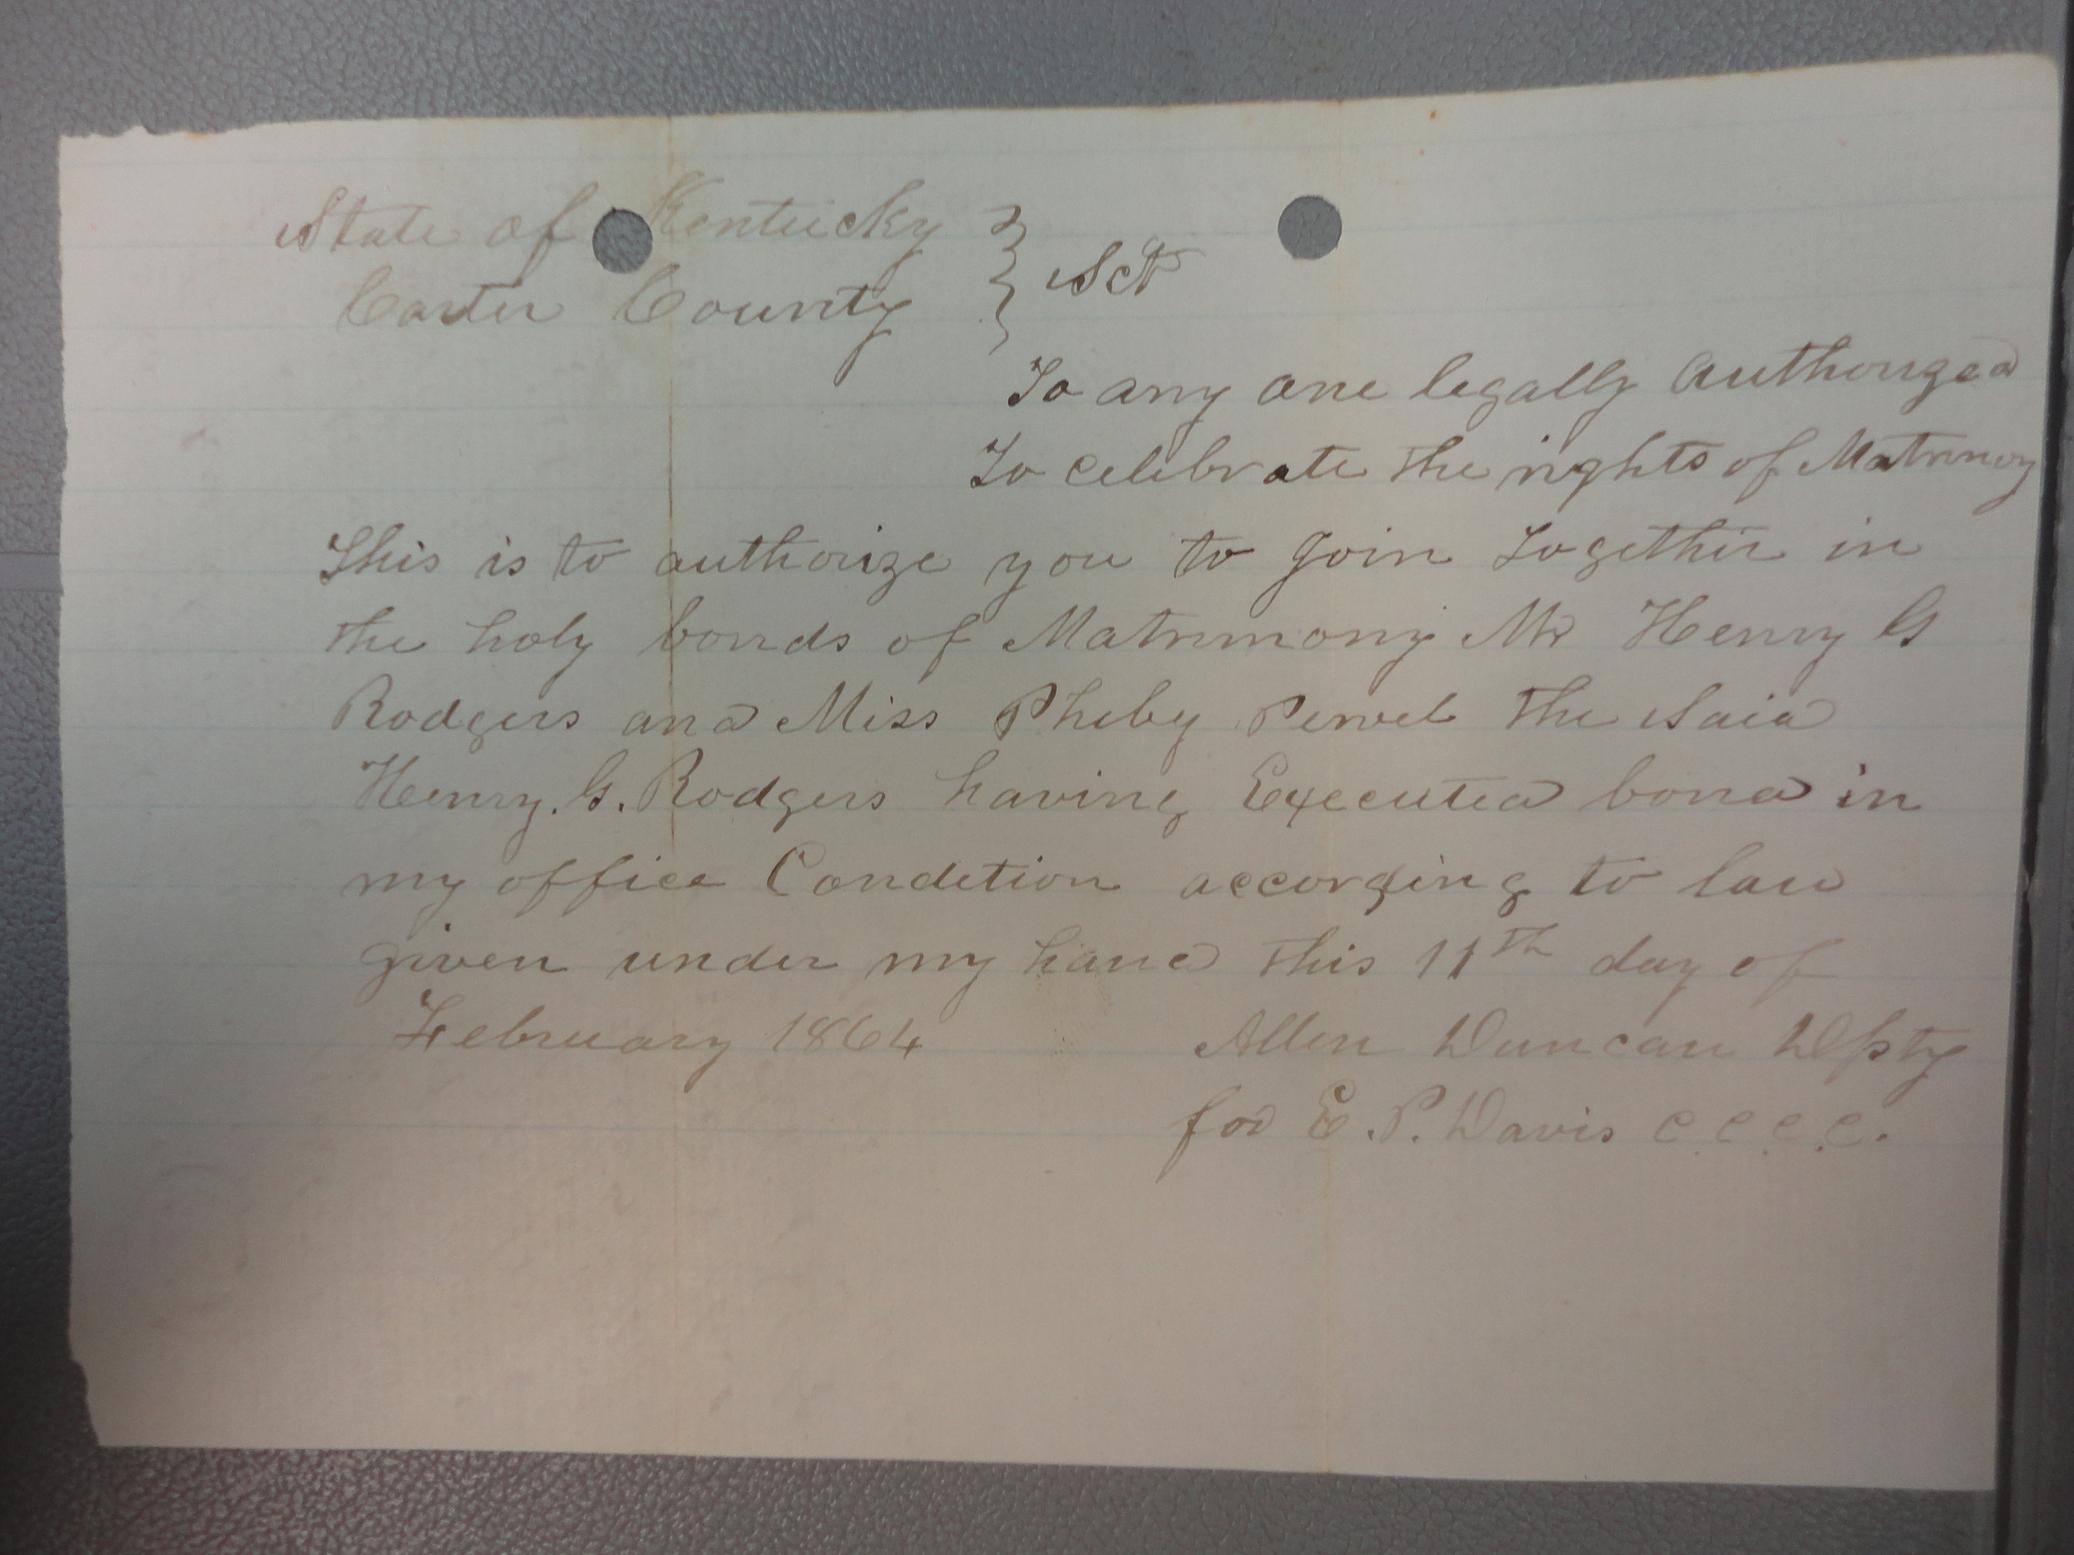 State of Kentucky } Sct
Carter County
To any one legally authorized
To celebrate the rights of Matrimony
This is to authorize you to Join Together in
the holy bonds of Matrimony Mr Henry G
Rodgers and Miss Pheby the said
Henry. G. Rodgers having Executed bond in
my office Condetion according to law
given under my hand this 11th day of
February 1864
Allen Duncan Dpty
for E. P. Davis C.C.C.C.